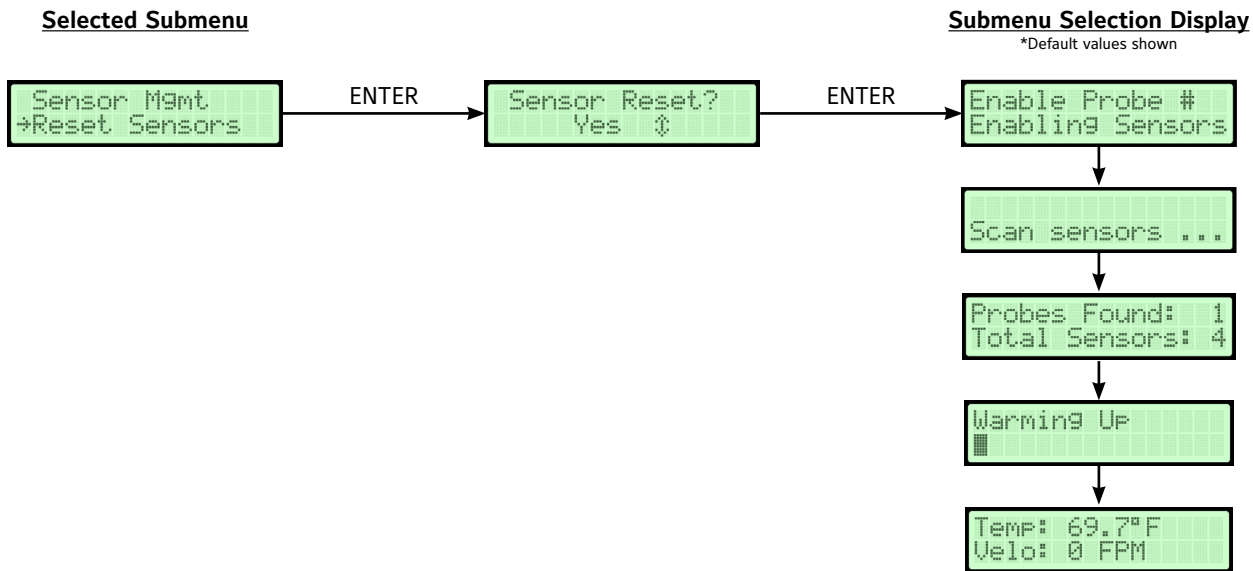 Selected Submenu
Submenu Selection Display
*Default values shown
Sensor Mgmt
→Reset Sensors
ENTER
Sensor Reset?
Yes ↕
ENTER
Enable Probe #
Enabling Sensors
Scan sensors ...
Probes Found: 1
Total Sensors: 4
Warming Up
Temp: 69.7°F
Velo: 0 FPM